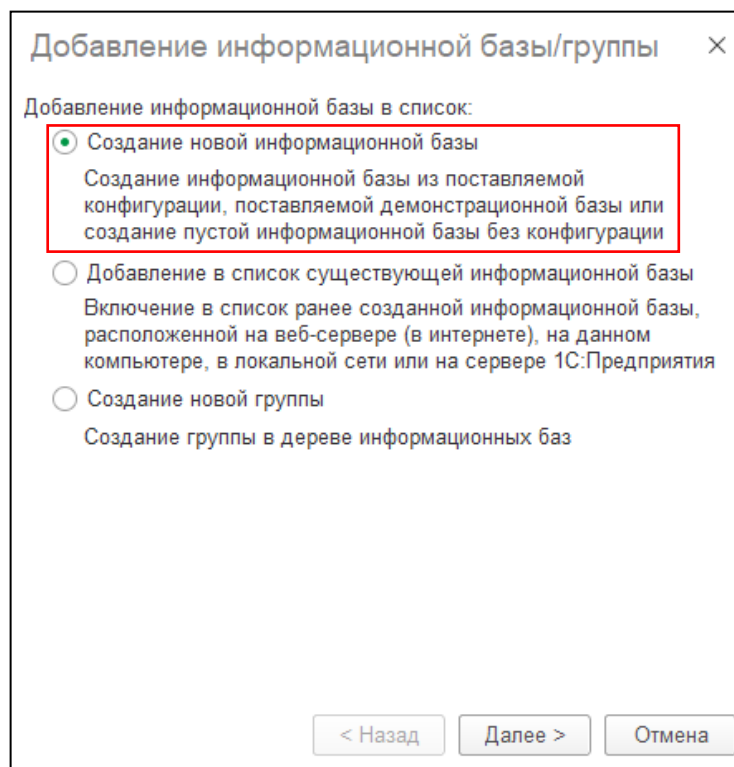 Добавление информационной базы/группы
Добавление информационной базы в список:
Создание новой информационной базы
Создание информационной базы из поставляемой
конфигурации, поставляемой демонстрационной базы или
создание пустой информационной базы без конфигурации
Добавление в список существующей информационной базы
Включение в список ранее созданной информационной базы,
расположенной на веб-сервере (в интернете), на данном
компьютере, в локальной сети или на сервере 1С:Предприятия
Создание новой группы
Создание группы в дереве информационных баз
< Назад Далее > Отмена